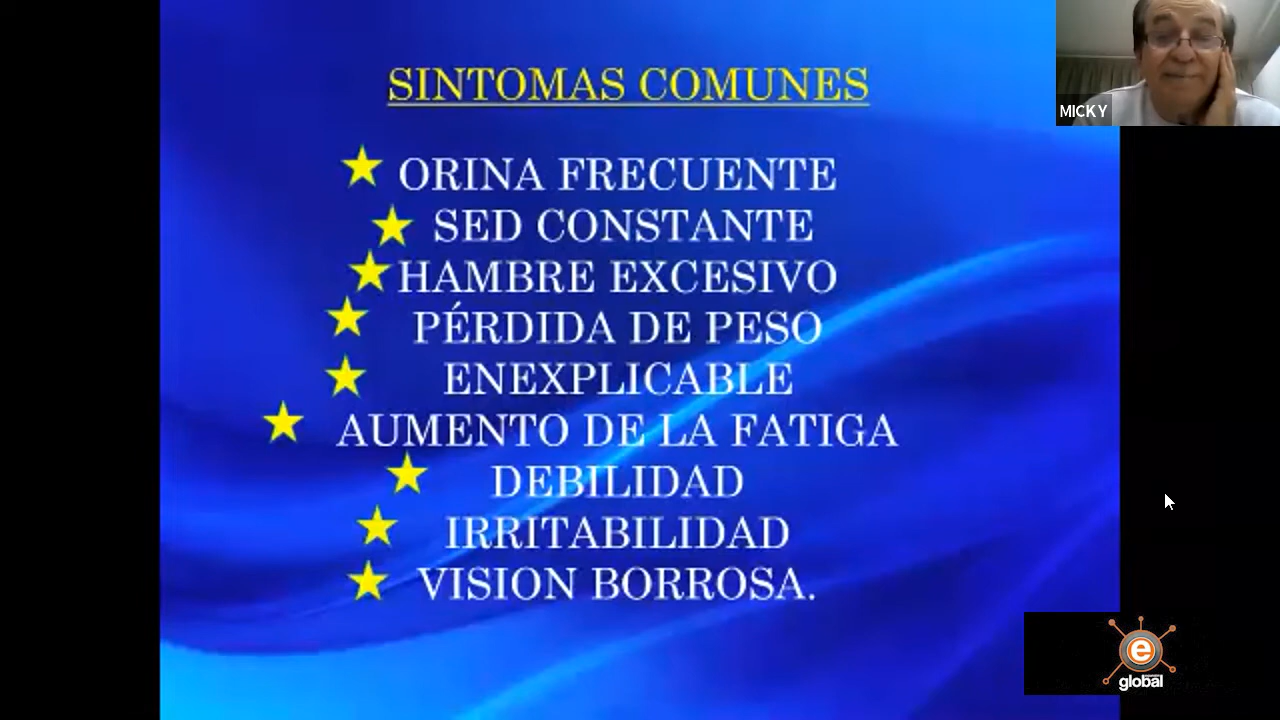 SINTOMAS COMUNES
MICKY
ORINA FRECUENTE
SED CONSTANTE
HAMBRE EXCESIVO
PÉRDIDA DE PESO
ENEXPLICABLE
AUMENTO DE LA FATIGA
DEBILIDAD
IRRITABILIDAD
VISION BORROSA.
e
global